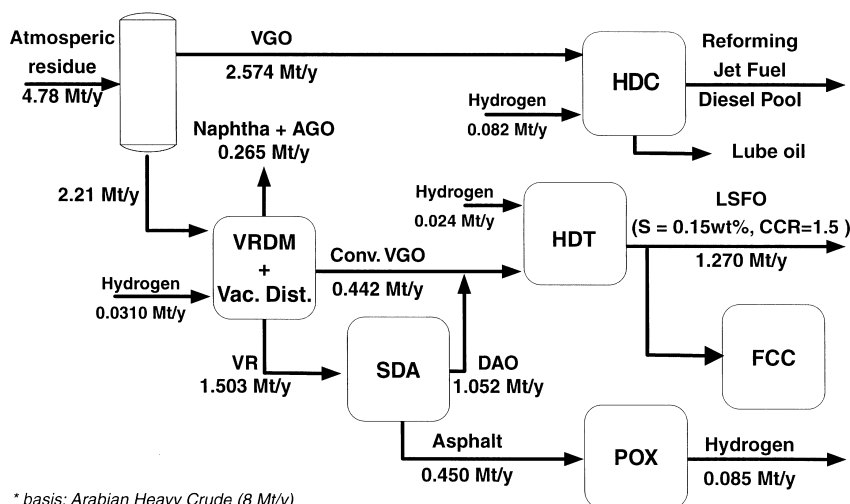 Atmosperic
residue
4.78 Mt/y
VGO
2.574 Mt/y
HDC
Reforming
Jet Fuel
Diesel Pool
Hydrogen
0.082 Mt/y
Lube oil
Naphtha + AGO
0.265 Mt/y
2.21 Mt/y
Hydrogen
0.024 Mt/y
HDT
LSFO
(S = 0.15wt%, CCR=1.5 )
1.270 Mt/y
VRDM
+
Vac. Dist.
Conv. VGO
0.442 Mt/y
Hydrogen
0.0310 Mt/y
VR
1.503 Mt/y
SDA
DAO
1.052 Mt/y
FCC
Asphalt
0.450 Mt/y
POX
Hydrogen
0.085 Mt/y
* basis: Arabian Heavy Crude (8 Mt/y)